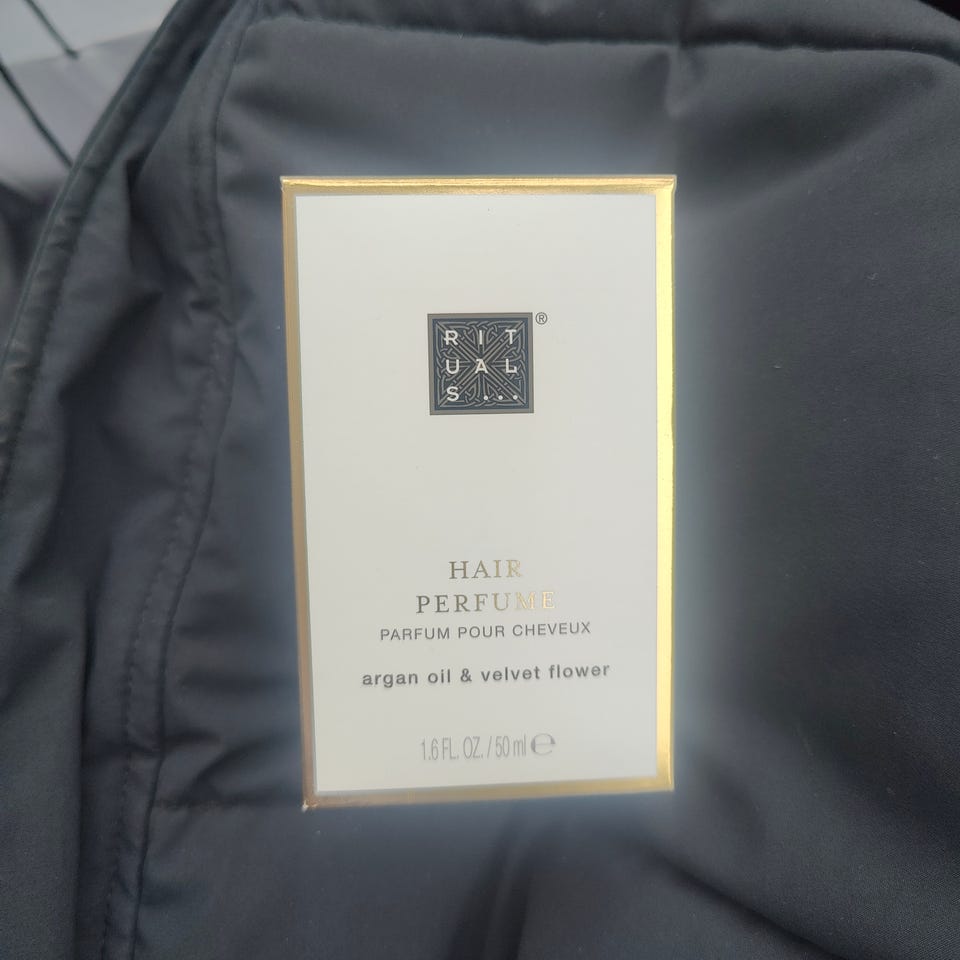 RIT
UAL
S...
®
HAIR
PERFUME
PARFUM POUR CHEVEUX
argan oil & velvet flower
1.6 FL. OZ. / 50 ml ℮